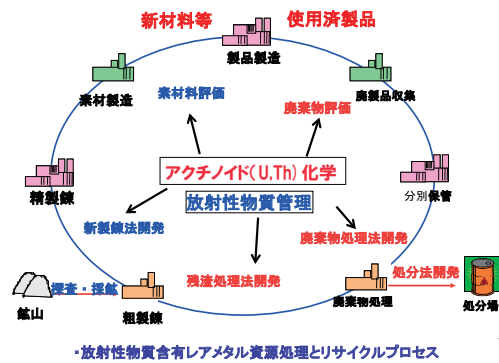 新材料等
使用済製品
製品製造
素材製造
廃製品収集
素材料評価
廃棄物評価
アクチノイド(U,Th)化学
放射性物質管理
精製錬
分別保管
新製錬法開発
廃棄物処理法開発
残渣処理法開発
処分法開発
探査・採鉱
鉱山
粗製錬
廃棄物処理
処分場
・放射性物質含有レアメタル資源処理とリサイクルプロセス